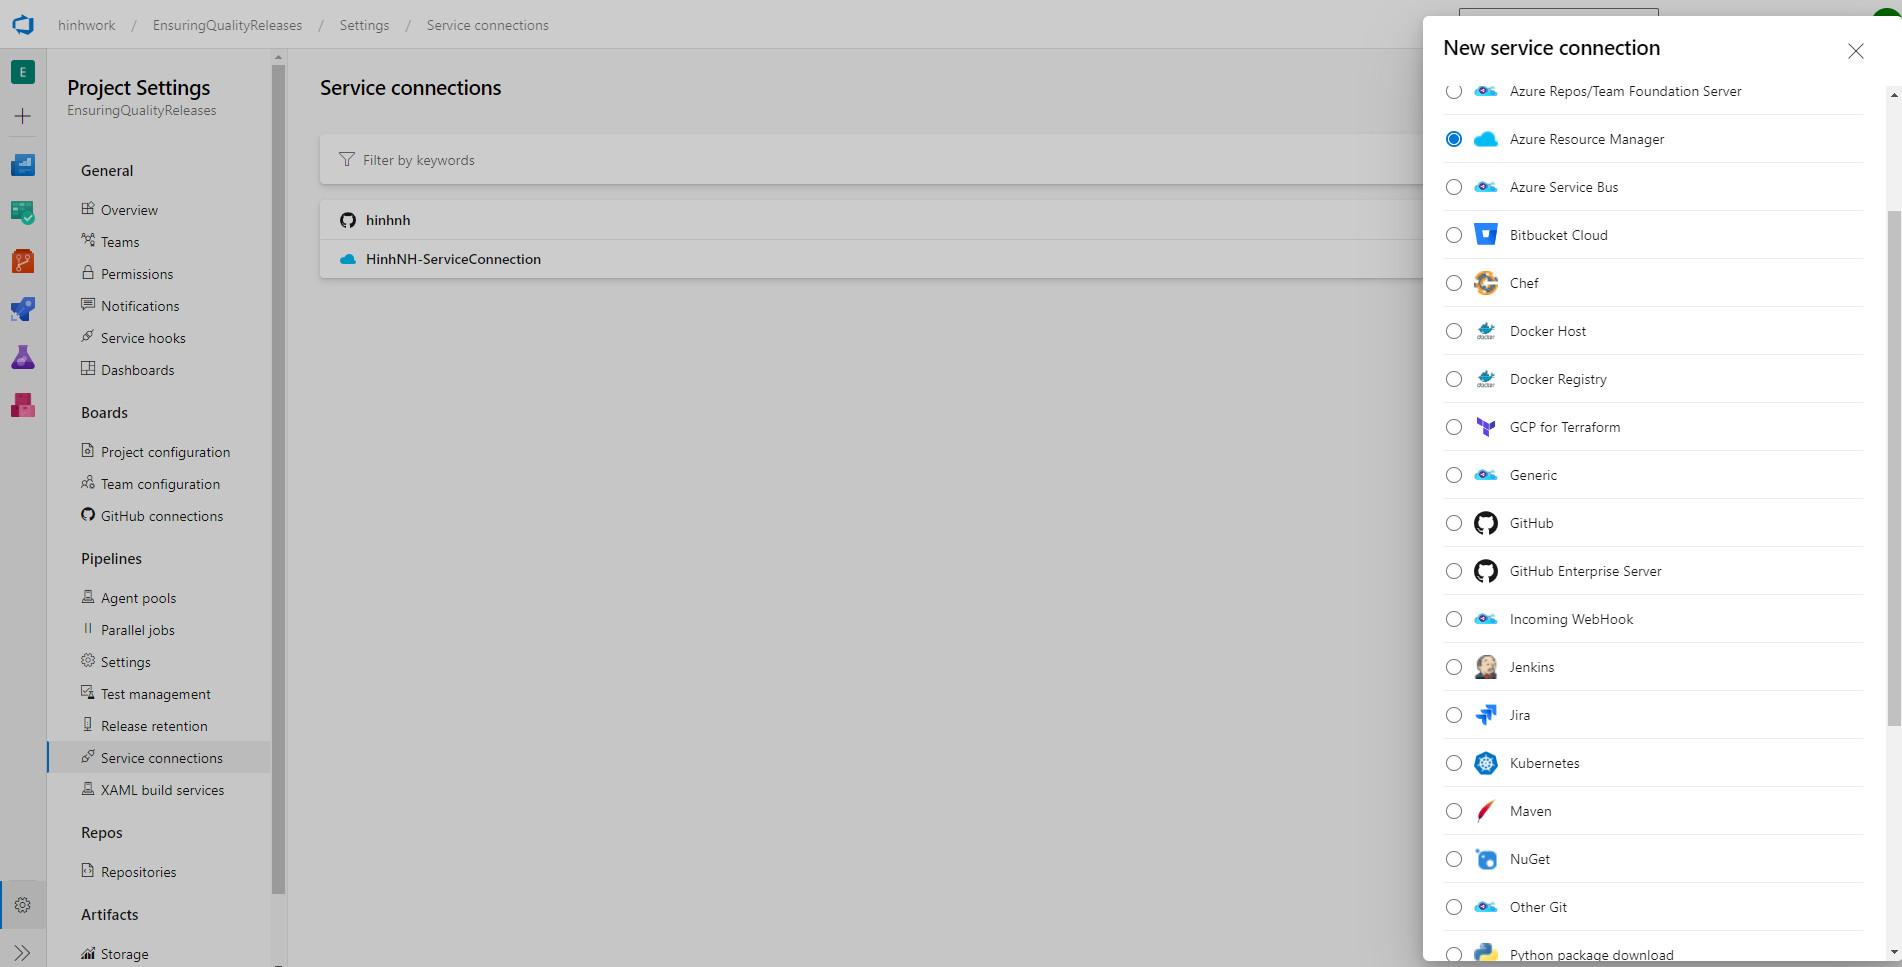 hinhwork / EnsuringQualityReleases / Settings / Service connections
E
Project Settings
EnsuringQualityReleases
General
Overview
Teams
Permissions
Notifications
Service hooks
Dashboards
Boards
Project configuration
Team configuration
GitHub connections
Pipelines
Agent pools
Parallel jobs
Settings
Test management
Release retention
Service connections
XAML build services
Repos
Repositories
Artifacts
Storage
Service connections
Filter by keywords
hinhnh
HinhNH-ServiceConnection
New service connection
Azure Repos/Team Foundation Server
Azure Resource Manager
Azure Service Bus
Bitbucket Cloud
Chef
Docker Host
Docker Registry
GCP for Terraform
Generic
GitHub
GitHub Enterprise Server
Incoming WebHook
Jenkins
Jira
Kubernetes
Maven
NuGet
Other Git
Python package download